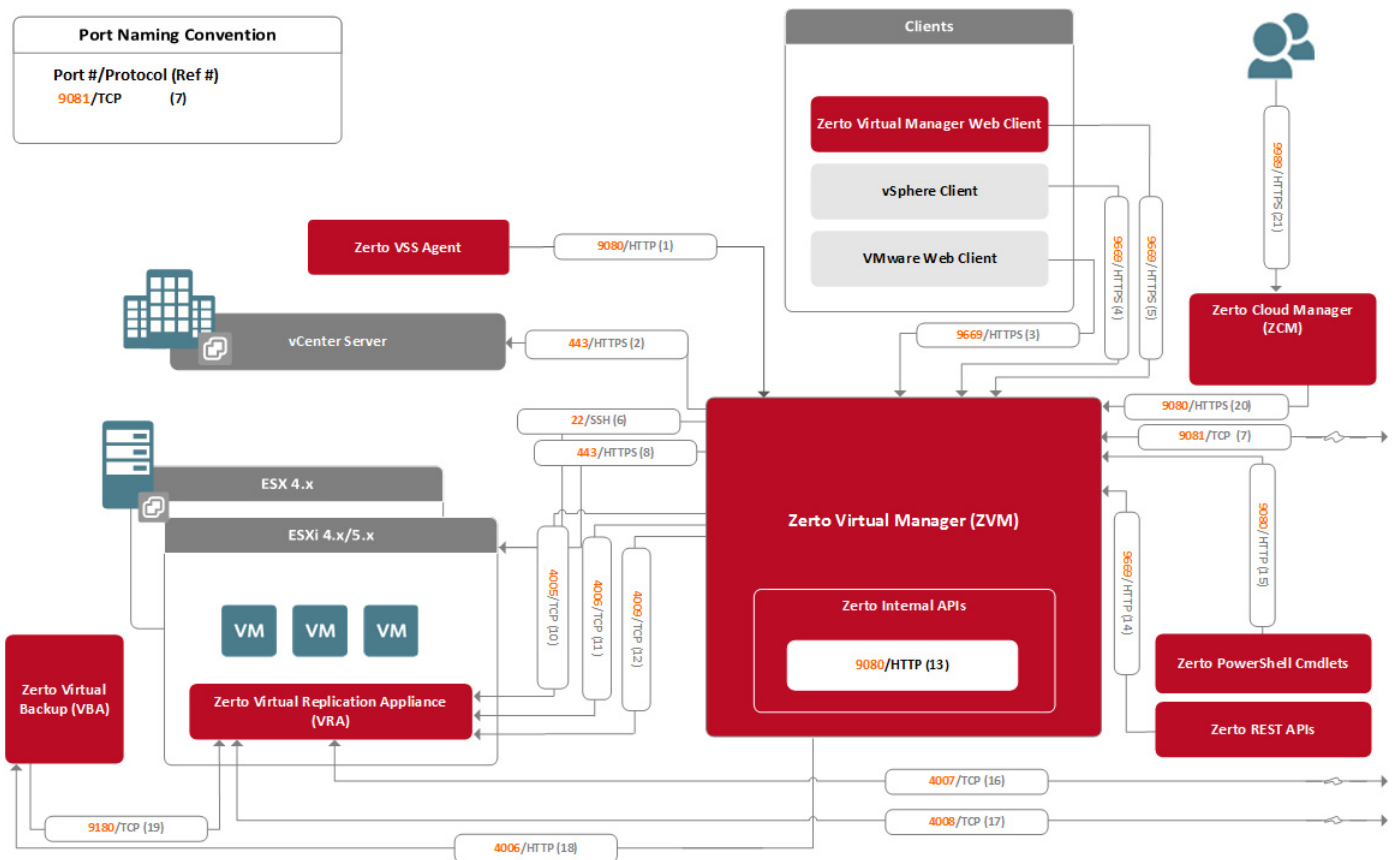 Port Naming Convention
Port #/Protocol (Ref #)
9081/TCP (7)
Clients
Zerto Virtual Manager Web Client
vSphere Client
VMware Web Client
9989/HTTPS (21)
Zerto VSS Agent
9080/HTTP (1)
9669/HTTPS (4)
9669/HTTPS (5)
Zerto Cloud Manager
(ZCM)
vCenter Server
443/HTTPS (2)
9669/HTTPS (3)
22/SSH (6)
443/HTTPS (8)
9080/HTTPS (20)
9081/TCP (7)
ESX 4.x
ESXi 4.x/5.x
4005/TCP (10)
4006/TCP (11)
4009/TCP (12)
Zerto Virtual Manager (ZVM)
9080/HTTP (15)
9669/HTTP (14)
Zerto Internal APIs
9080/HTTP (13)
VM
VM
VM
Zerto Virtual
Backup (VBA)
Zerto Virtual Replication Appliance
(VRA)
Zerto PowerShell Cmdlets
Zerto REST APIs
4007/TCP (16)
9180/TCP (19)
4008/TCP (17)
4006/HTTP (18)